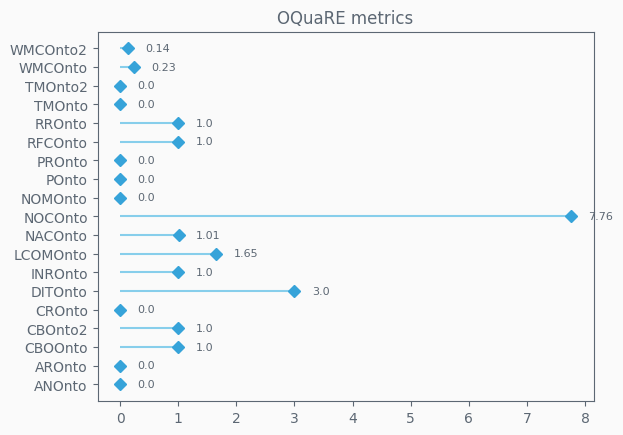 OQuaRE metrics
WMCOnto2 0.14
WMCOnto 0.23
TMOnto2 0.0
TMOnto 0.0
RROnto 1.0
RFCOnto 1.0
PROnto 0.0
POnto 0.0
NOMOnto 0.0
NOCOnto 7.76
NACOnto 1.01
LCOMOnto 1.65
INROnto 1.0
DITOnto 3.0
CROnto 0.0
CBOnto2 1.0
CBOOnto 1.0
AROnto 0.0
ANOnto 0.0
0 1 2 3 4 5 6 7 8